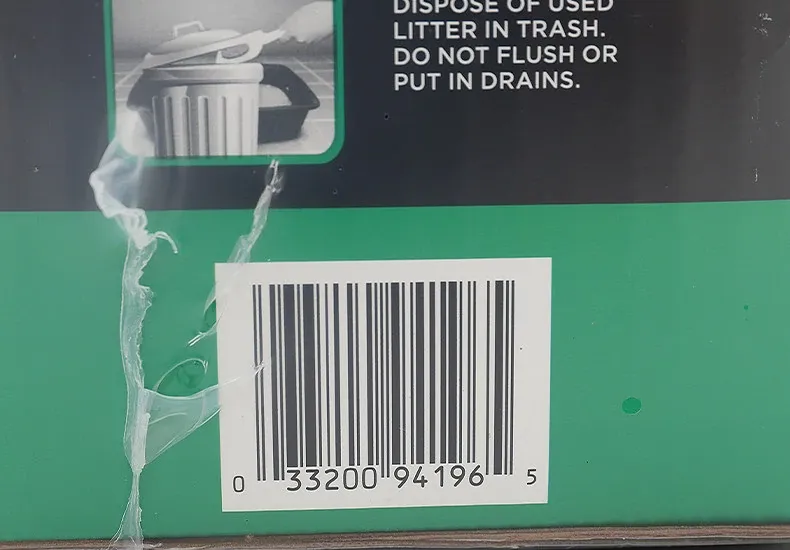 DISPOSE OF USED
LITTER IN TRASH.
DO NOT FLUSH OR
PUT IN DRAINS.
0 33200 94196 5